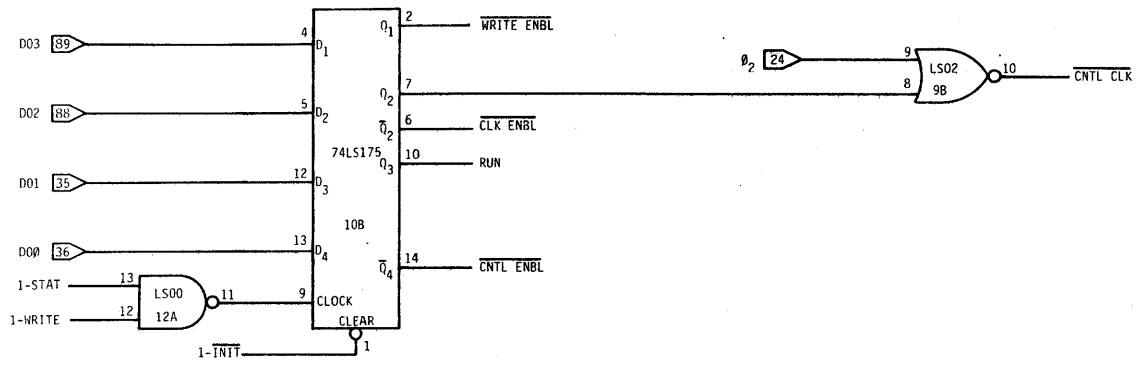 2
Q1
WRITE ENBL
DO3 89
4
D1
Ø2 24
9
LS02
9B
10
CNTL CLK
7
Q2
8
DO2 88
5
D2
6
Q2
CLK ENBL
74LS175
10
Q3
RUN
DO1 35
12
D3
10B
DOØ 36
13
D4
14
Q4
CNTL ENBL
1-STAT
13
LS00
11
9
CLOCK
1-WRITE
12
12A
CLEAR
1-INIT
1